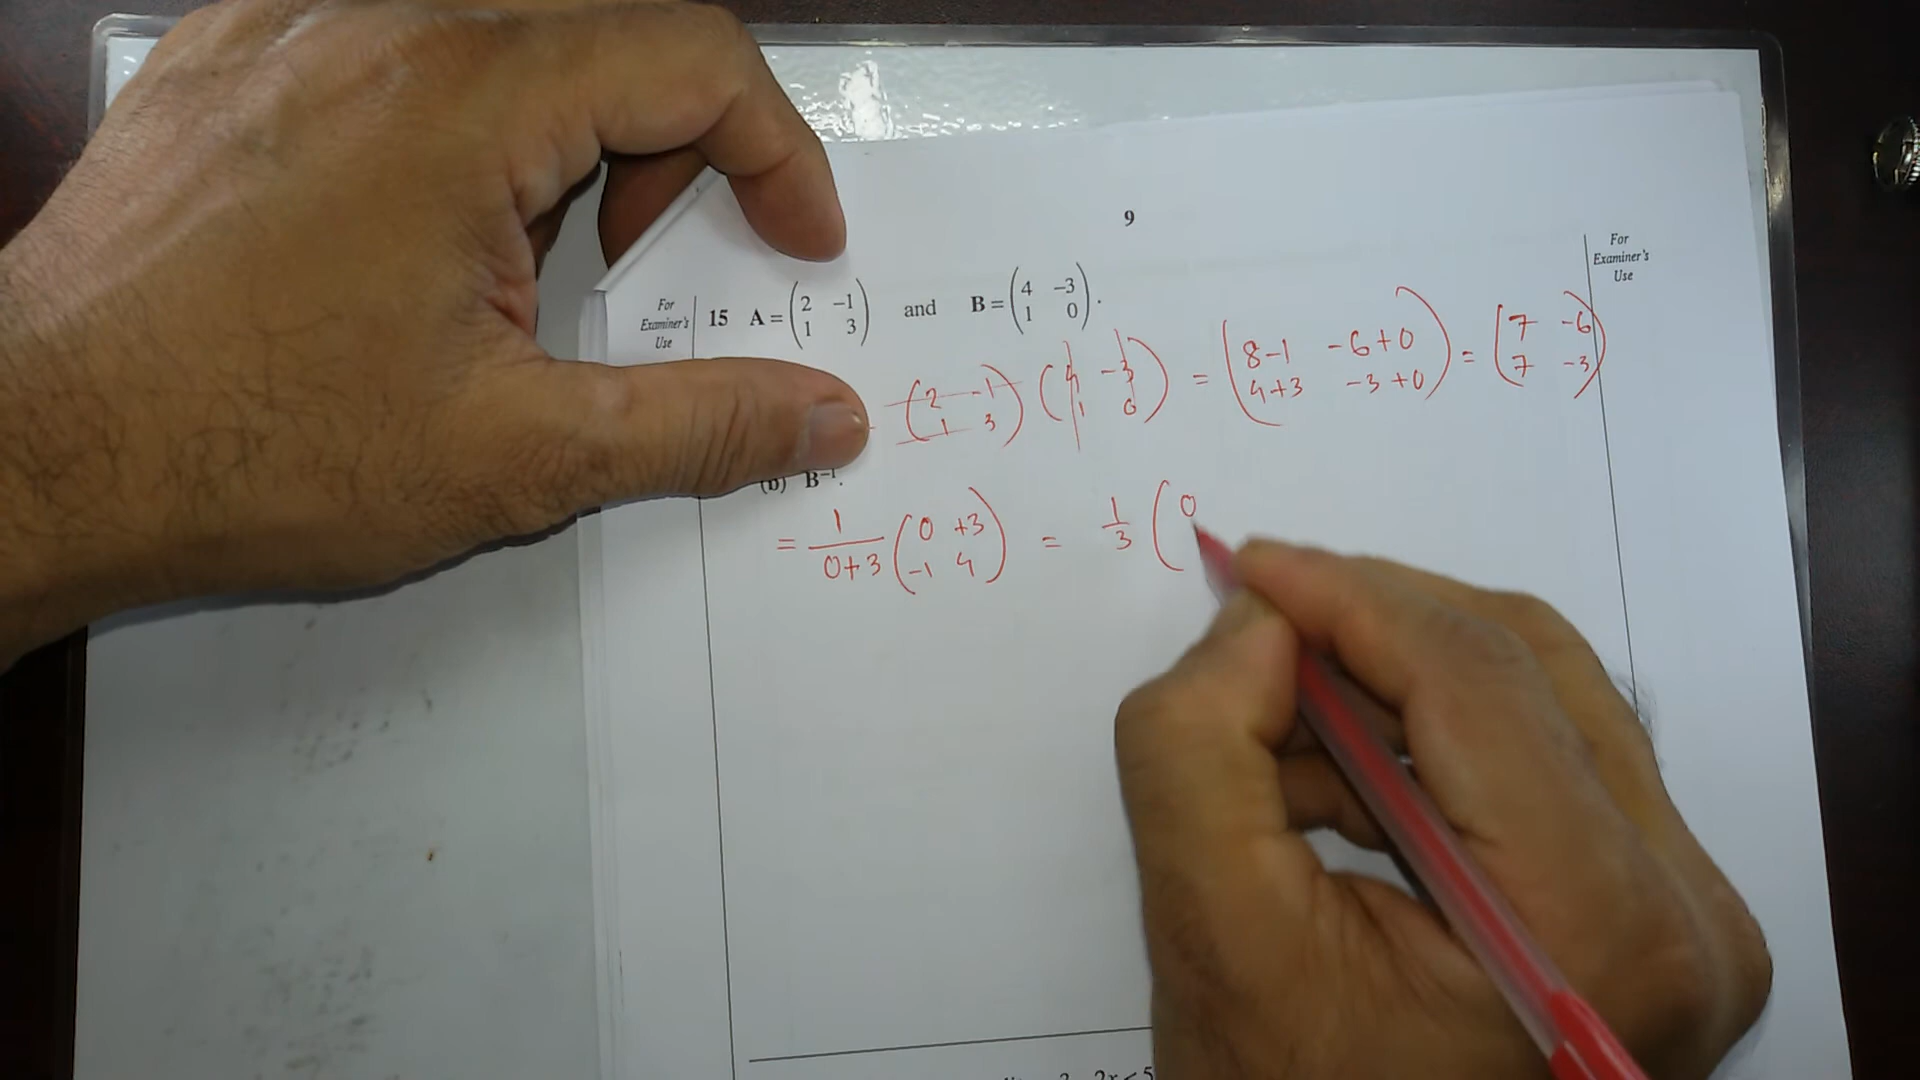 9
For Examiner's Use
For Examiner's Use
15 A = (2 -1; 1 3) and B = (4 -3; 1 0).
(2 -1; 1 3) (4 -3; 1 0) = (8-1 -6+0; 4+3 -3+0) = (7 -6; 7 -3)
(b) B⁻¹.
= 1/(0+3) (0 +3; -1 4) = 1/3 (0